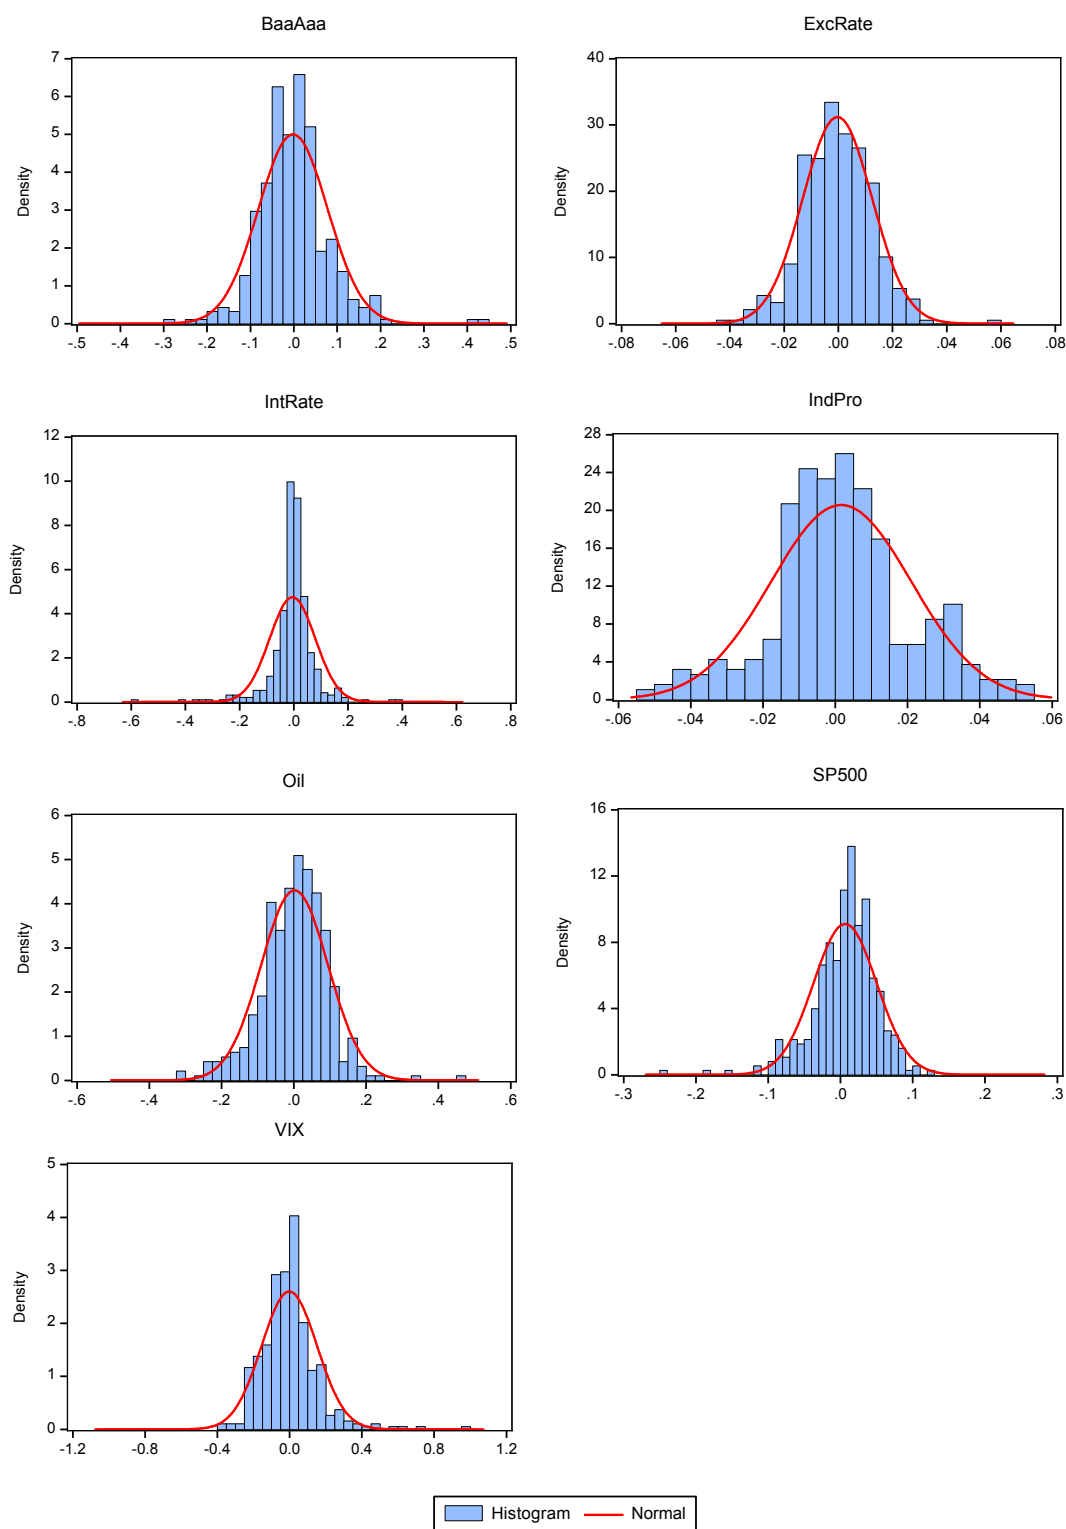 BaaAaa
7
6
5
4
3
2
1
0
Density
-.5 -.4 -.3 -.2 -.1 .0 .1 .2 .3 .4 .5
ExcRate
40
30
20
10
0
Density
-.08 -.06 -.04 -.02 .00 .02 .04 .06 .08
IntRate
12
10
8
6
4
2
0
Density
-.8 -.6 -.4 -.2 .0 .2 .4 .6 .8
IndPro
28
24
20
16
12
8
4
0
Density
-.06 -.04 -.02 .00 .02 .04 .06
Oil
6
5
4
3
2
1
0
Density
-.6 -.4 -.2 .0 .2 .4 .6
SP500
16
12
8
4
0
Density
-.3 -.2 -.1 .0 .1 .2 .3
VIX
5
4
3
2
1
0
Density
-1.2 -0.8 -0.4 0.0 0.4 0.8 1.2
Histogram Normal